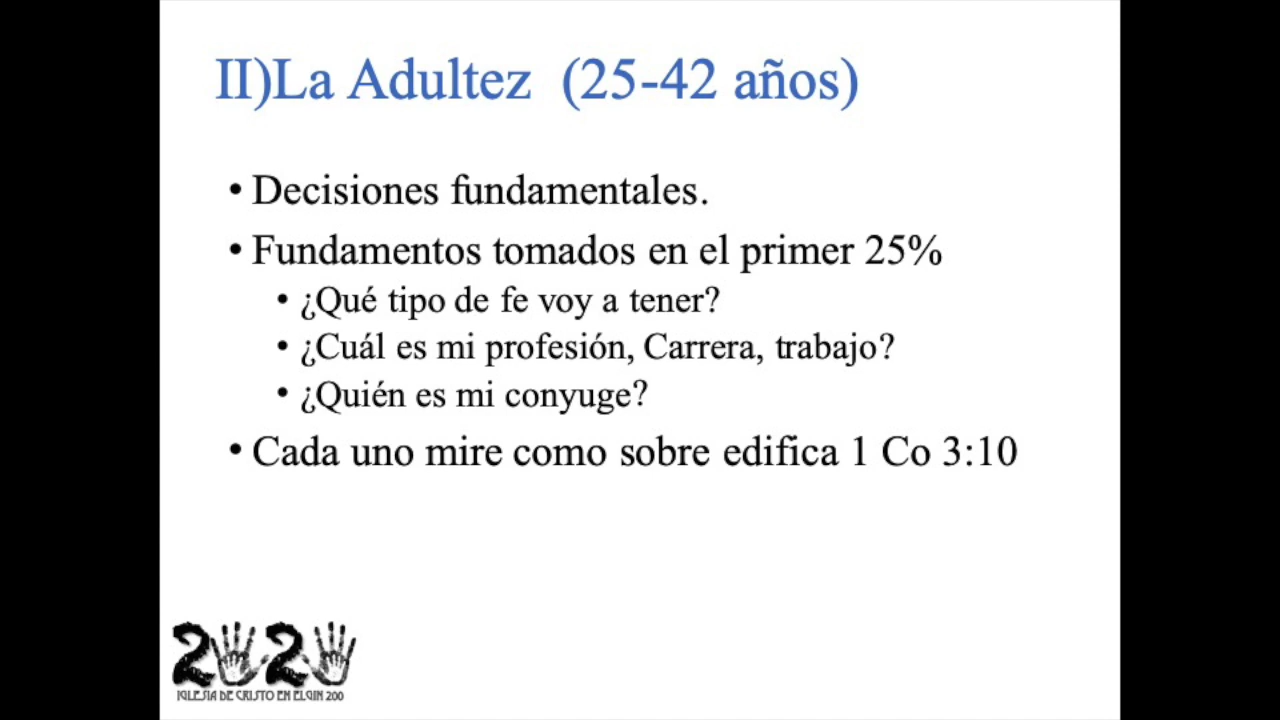 II)La Adultez (25-42 años)
• Decisiones fundamentales.
• Fundamentos tomados en el primer 25%
• ¿Qué tipo de fe voy a tener?
• ¿Cuál es mi profesión, Carrera, trabajo?
• ¿Quién es mi conyuge?
• Cada uno mire como sobre edifica 1 Co 3:10
2020
IGLESIA DE CRISTO EN ELGIN 200